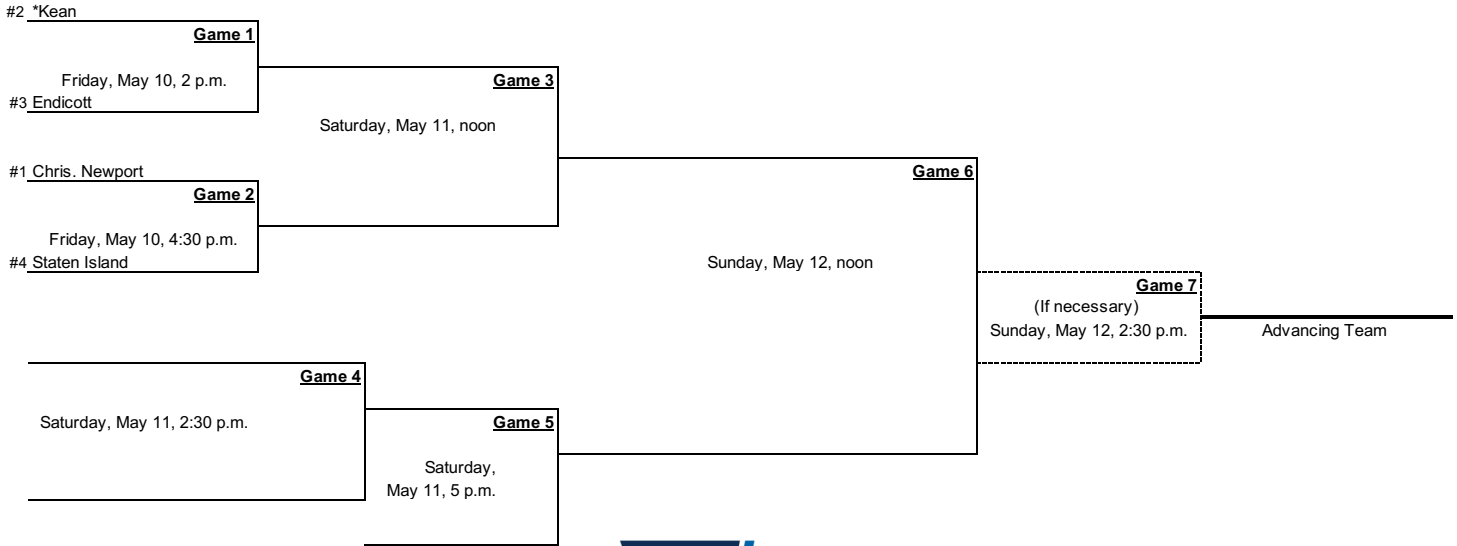 #2 *Kean
Game 1
Friday, May 10, 2 p.m.
#3 Endicott
Game 3
Saturday, May 11, noon
#1 Chris. Newport
Game 2
Friday, May 10, 4:30 p.m.
#4 Staten Island
Game 6
Sunday, May 12, noon
Game 7
(If necessary)
Sunday, May 12, 2:30 p.m.
Advancing Team
Game 4
Saturday, May 11, 2:30 p.m.
Game 5
Saturday,
May 11, 5 p.m.